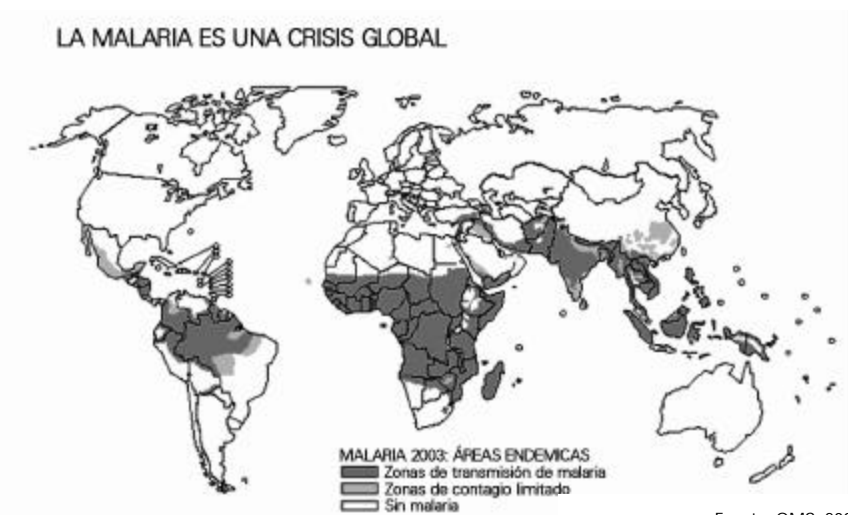 LA MALARIA ES UNA CRISIS GLOBAL
MALARIA 2003: ÁREAS ENDEMICAS
Zonas de transmisión de malaria
Zonas de contagio limitado
Sin malaria